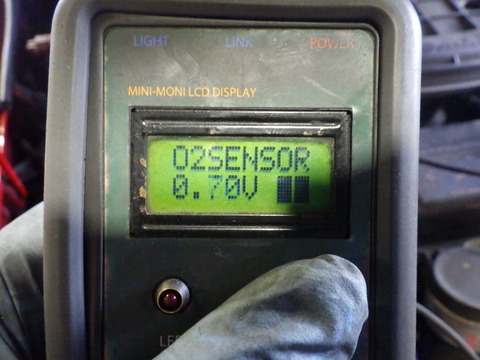 LIGHT LINK POWER
MINI-MONI LCD DISPLAY
O2SENSOR
0.70V